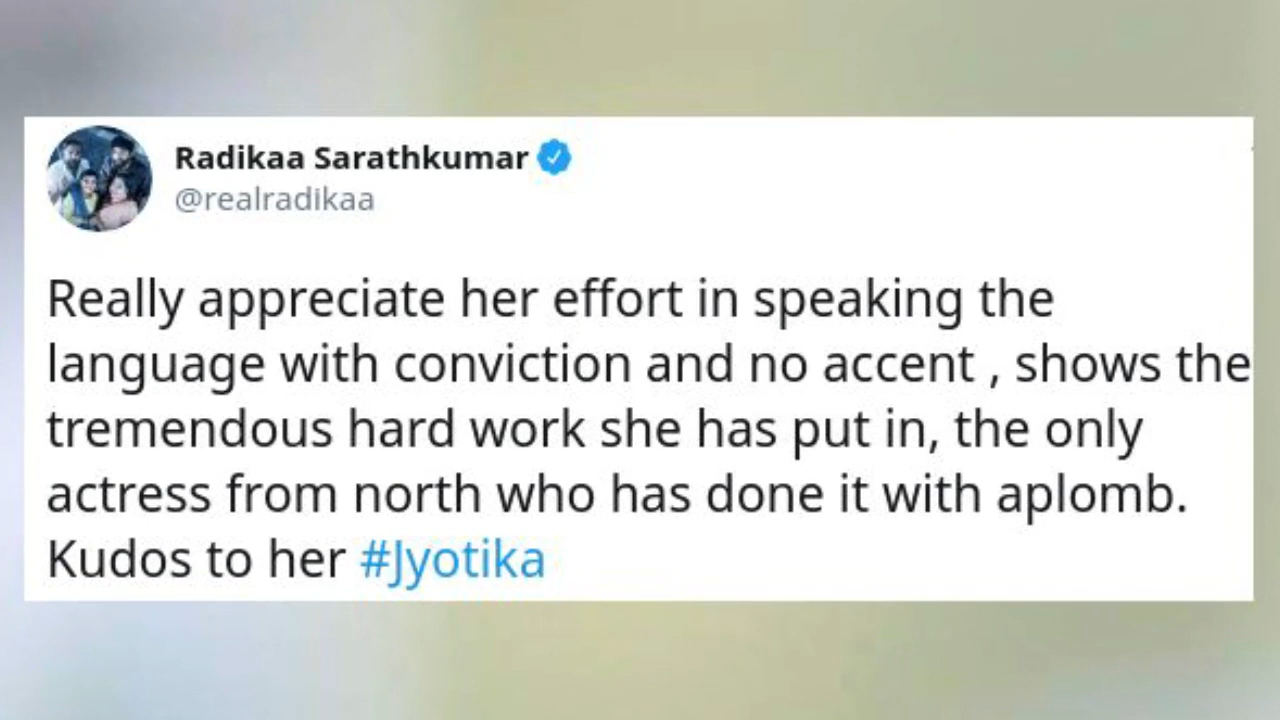 Radikaa Sarathkumar
@realradikaa
Really appreciate her effort in speaking the
language with conviction and no accent , shows the
tremendous hard work she has put in, the only
actress from north who has done it with aplomb.
Kudos to her #Jyotika